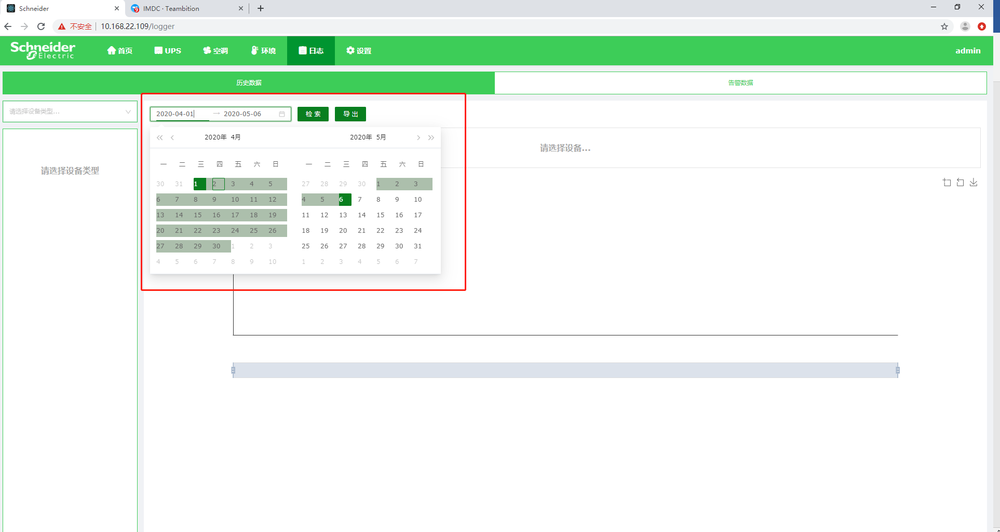 Schneider
IMDC · Teambition
不安全
10.168.22.109/logger
Schneider
Electric
首页
UPS
空调
环境
日志
设置
admin
历史数据
告警数据
请选择设备类型...
2020-04-01
2020-05-06
检 索
导 出
请选择设备类型
请选择设备...
2020年 4月
2020年 5月
一 二 三 四 五 六 日
30 31 1 2 3 4 5
6 7 8 9 10 11 12
13 14 15 16 17 18 19
20 21 22 23 24 25 26
27 28 29 30 1 2 3
4 5 6 7 8 9 10
一 二 三 四 五 六 日
27 28 29 30 1 2 3
4 5 6 7 8 9 10
11 12 13 14 15 16 17
18 19 20 21 22 23 24
25 26 27 28 29 30 31
1 2 3 4 5 6 7